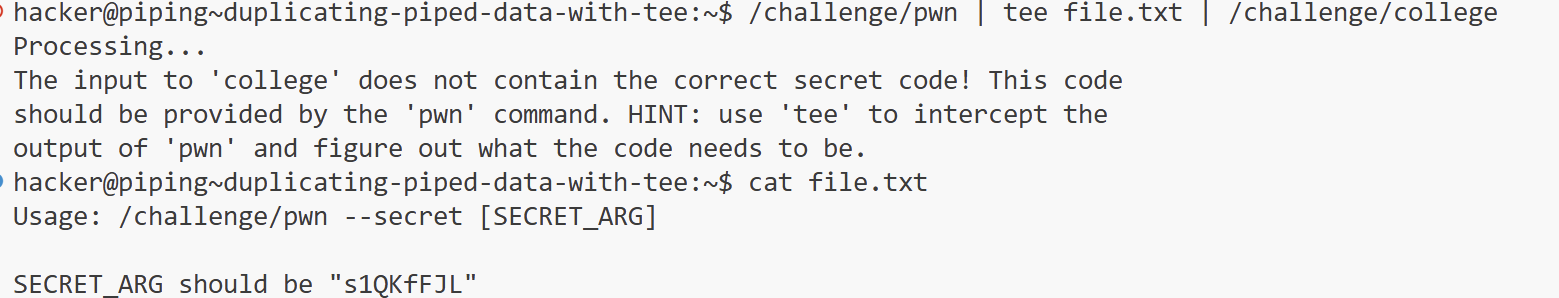 hacker@piping~duplicating-piped-data-with-tee:~$ /challenge/pwn | tee file.txt | /challenge/college
Processing...
The input to 'college' does not contain the correct secret code! This code
should be provided by the 'pwn' command. HINT: use 'tee' to intercept the
output of 'pwn' and figure out what the code needs to be.
hacker@piping~duplicating-piped-data-with-tee:~$ cat file.txt
Usage: /challenge/pwn --secret [SECRET_ARG]

SECRET_ARG should be "s1QKfFJL"